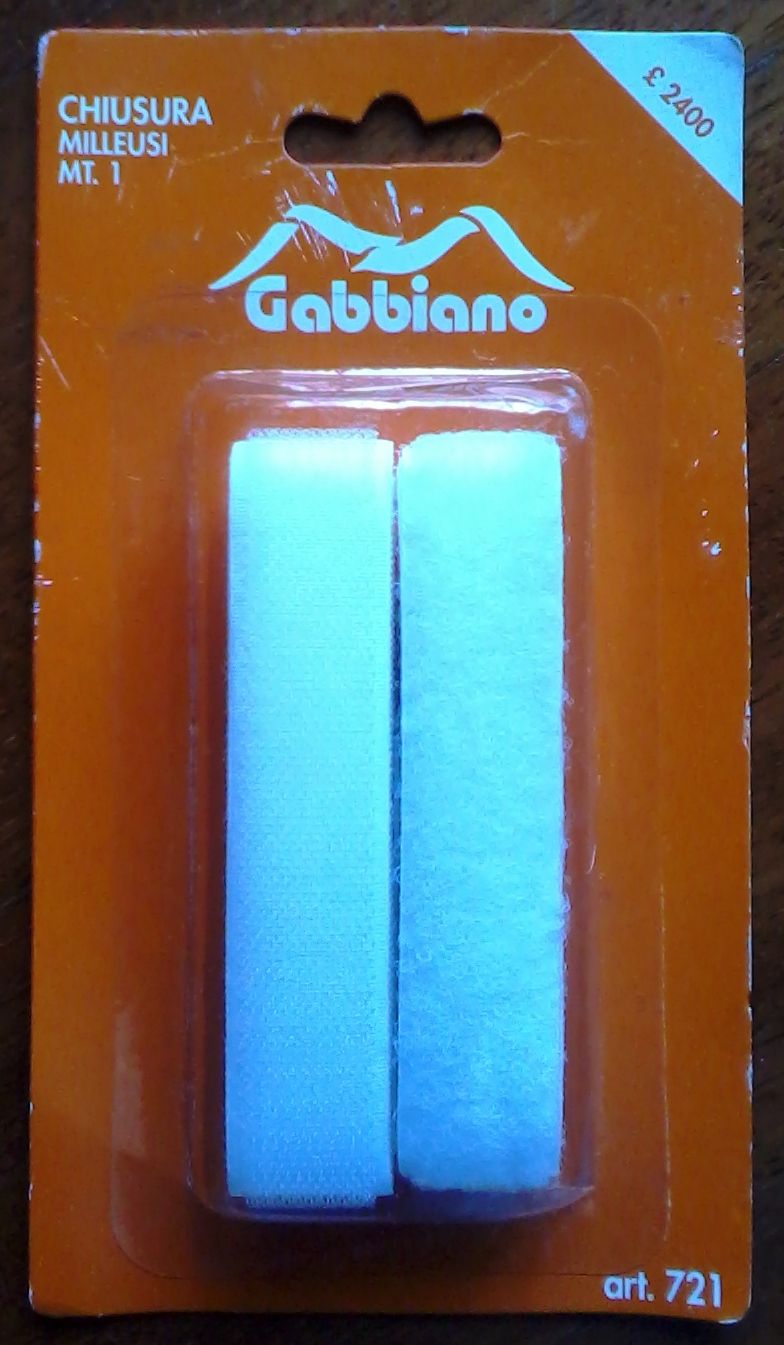 CHIUSURA
MILLEUSI
MT. 1
£ 2400
Gabbiano
art. 721